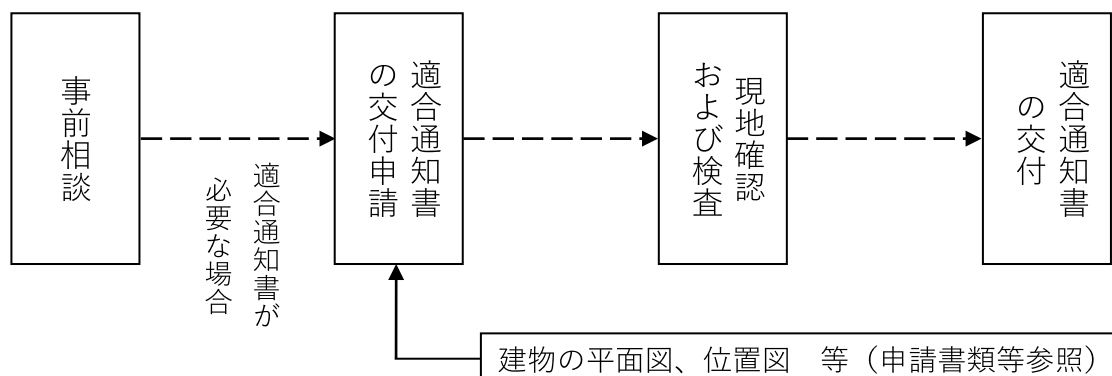 事前相談
適合通知書が
必要な場合
適合通知書
の交付申請
現地確認
および検査
適合通知書
の交付
建物の平面図、位置図　等（申請書類等参照）